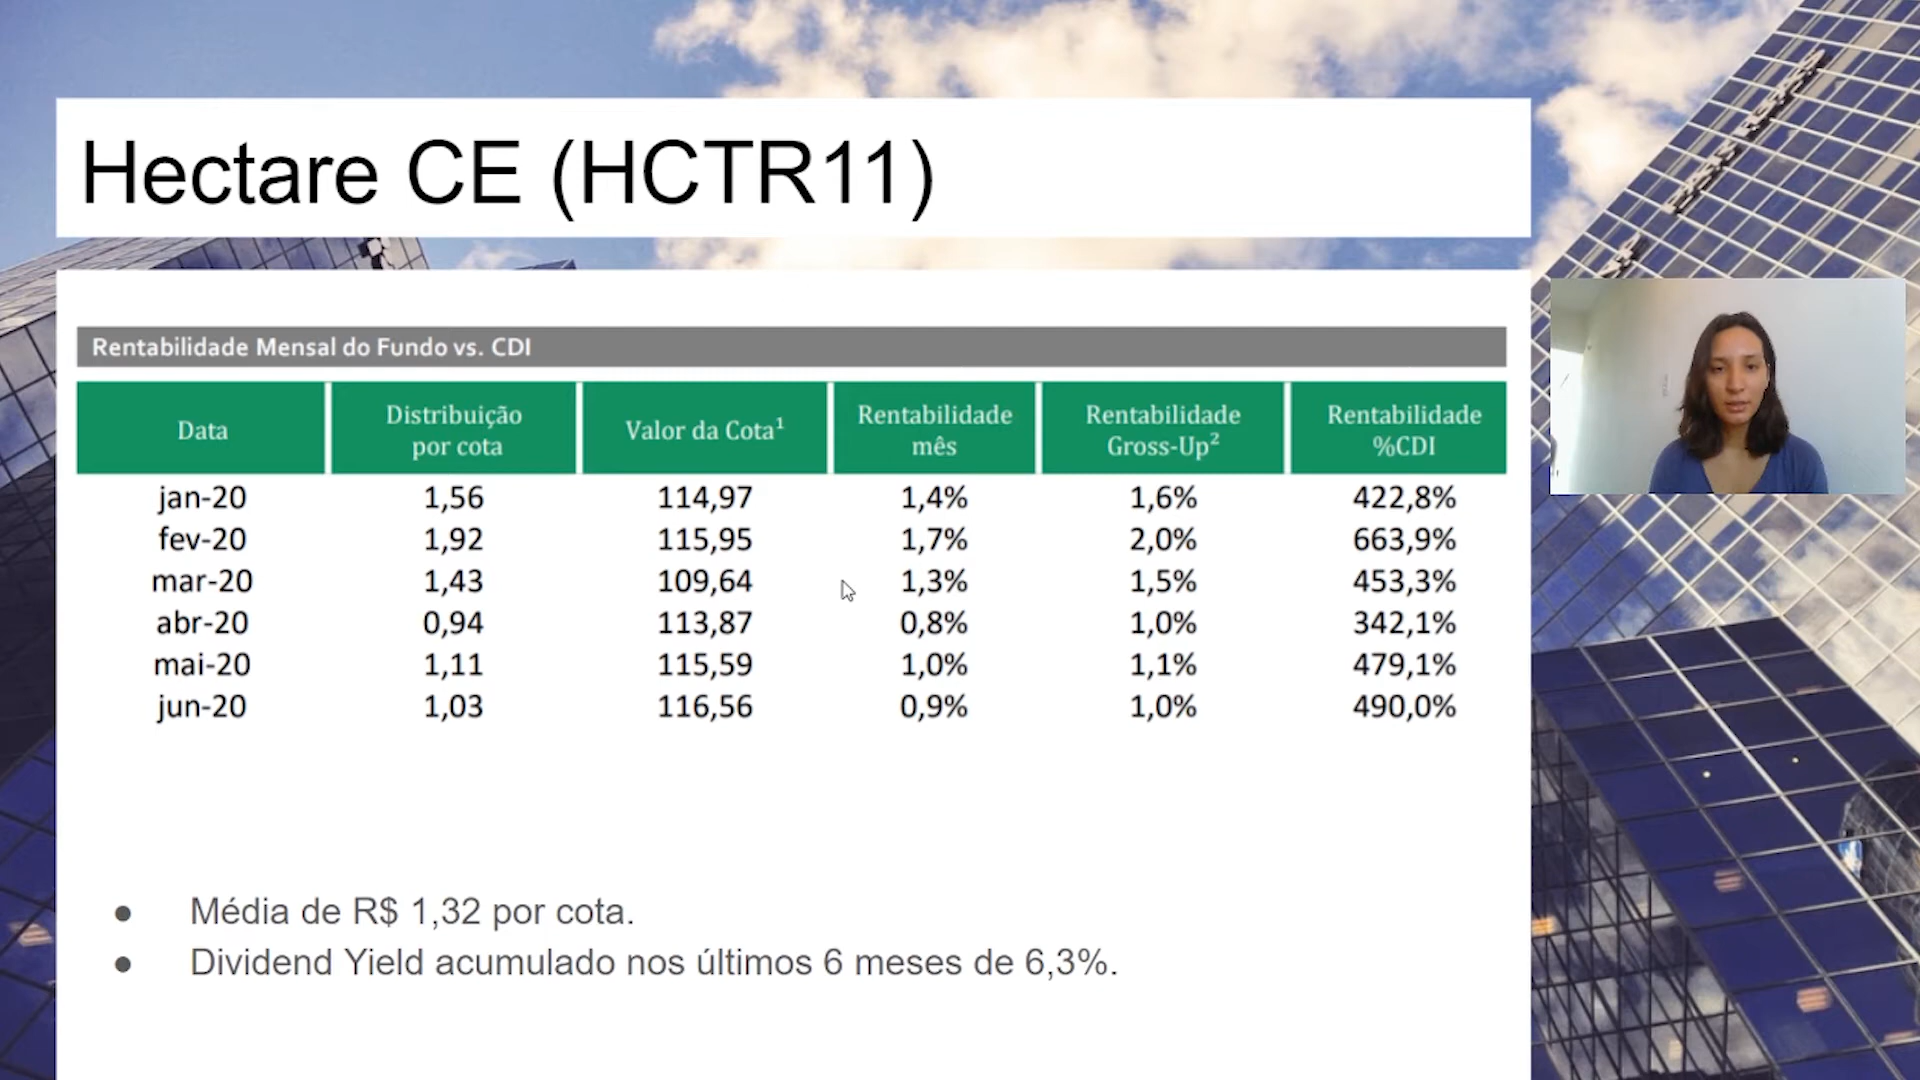 Hectare CE (HCTR11)
Rentabilidade Mensal do Fundo vs. CDI
Data Distribuição por cota Valor da Cota¹ Rentabilidade mês Rentabilidade Gross-Up² Rentabilidade %CDI
jan-20 1,56 114,97 1,4% 1,6% 422,8%
fev-20 1,92 115,95 1,7% 2,0% 663,9%
mar-20 1,43 109,64 1,3% 1,5% 453,3%
abr-20 0,94 113,87 0,8% 1,0% 342,1%
mai-20 1,11 115,59 1,0% 1,1% 479,1%
jun-20 1,03 116,56 0,9% 1,0% 490,0%
● Média de R$ 1,32 por cota.
● Dividend Yield acumulado nos últimos 6 meses de 6,3%.